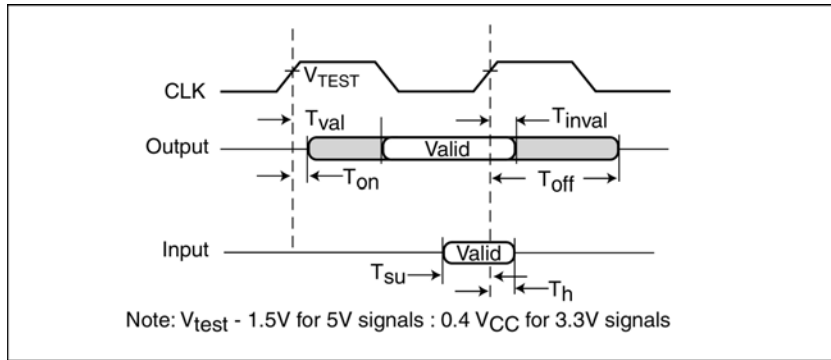 CLK
VTEST
Tval
Tinval
Output
Valid
Ton
Toff
Input
Valid
Tsu
Th
Note: Vtest - 1.5V for 5V signals : 0.4 VCC for 3.3V signals